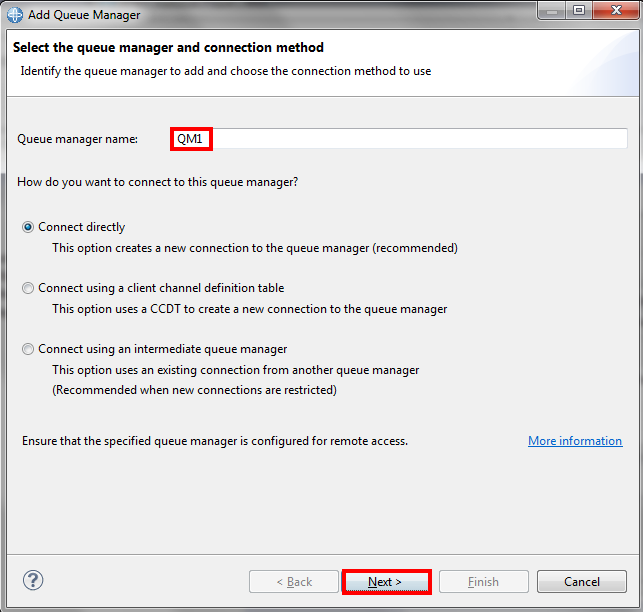 Add Queue Manager
Select the queue manager and connection method
Identify the queue manager to add and choose the connection method to use
Queue manager name: QM1
How do you want to connect to this queue manager?
Connect directly
This option creates a new connection to the queue manager (recommended)
Connect using a client channel definition table
This option uses a CCDT to create a new connection to the queue manager
Connect using an intermediate queue manager
This option uses an existing connection from another queue manager
(Recommended when new connections are restricted)
Ensure that the specified queue manager is configured for remote access. More information
? < Back Next > Finish Cancel